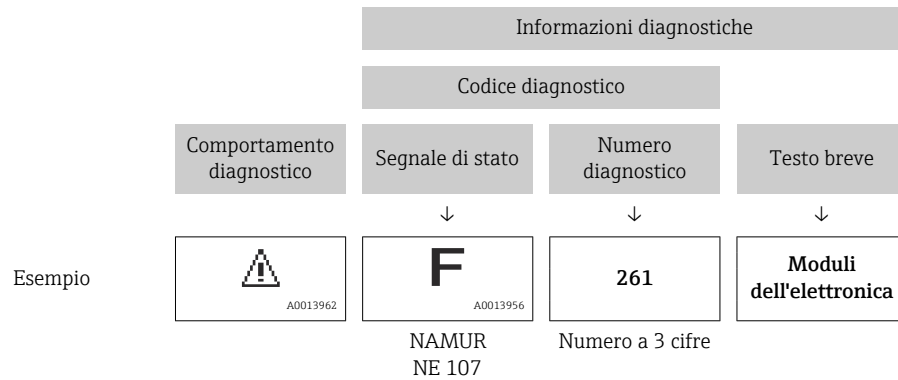 Informazioni diagnostiche
Codice diagnostico
Comportamento
diagnostico
Segnale di stato
Numero
diagnostico
Testo breve
↓
↓
↓
Esempio
A0013962
F
A0013956
261
Moduli
dell'elettronica
NAMUR
NE 107
Numero a 3 cifre